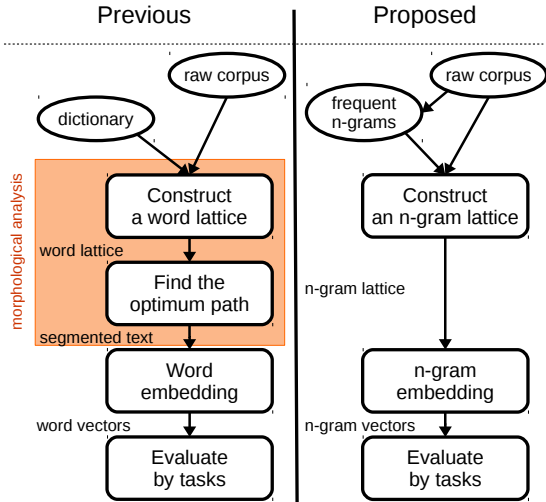 Previous
Proposed
raw corpus
dictionary
morphological analysis
Construct
a word lattice
word lattice
Find the
optimum path
segmented text
Word
embedding
word vectors
Evaluate
by tasks
raw corpus
frequent
n-grams
Construct
an n-gram lattice
n-gram lattice
n-gram
embedding
n-gram vectors
Evaluate
by tasks